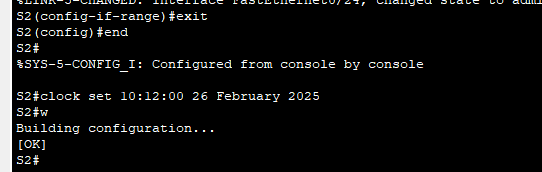 %LINK-5-CHANGED: Interface FastEthernet0/24, changed state to admi
S2(config-if-range)#exit
S2(config)#end
S2#
%SYS-5-CONFIG_I: Configured from console by console
S2#clock set 10:12:00 26 February 2025
S2#w
Building configuration...
[OK]
S2#